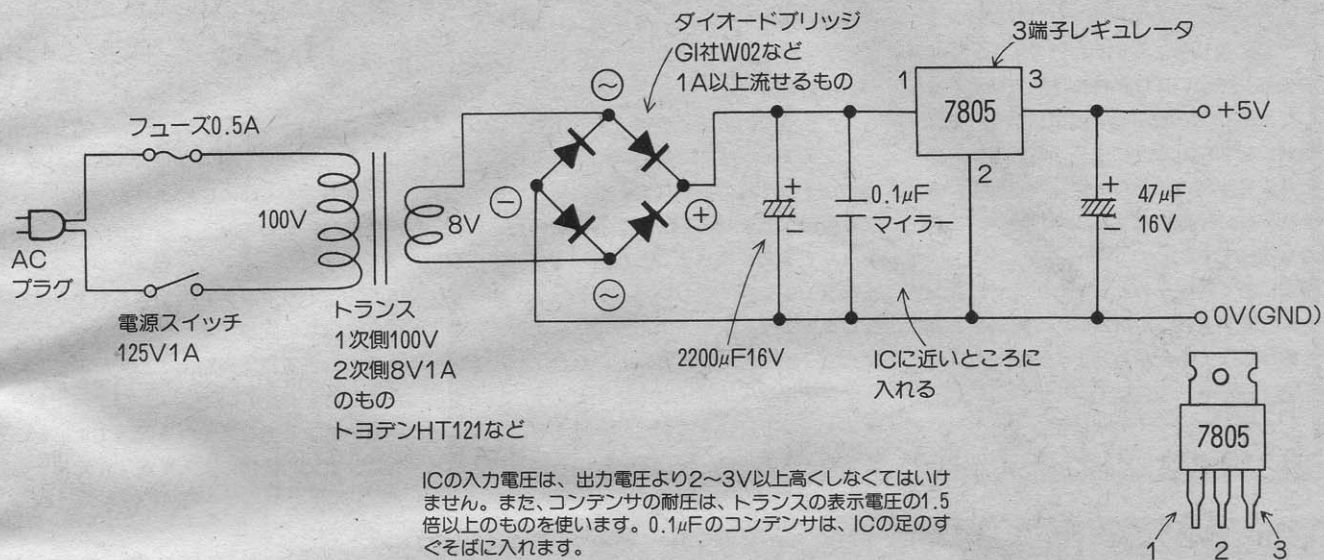 ダイオードブリッジ
GI社W02など
1A以上流せるもの
3端子レギュレータ
1
7805
3
2
+5V
フューズ0.5A
~
−
+
~
100V
8V
0.1μF
マイラー
+
−
+
−
47μF
16V
AC
プラグ
電源スイッチ
125V1A
トランス
1次側100V
2次側8V1A
のもの
トヨデンHT121など
2200μF16V
ICに近いところに
入れる
0V(GND)
7805
1
2
3
ICの入力電圧は、出力電圧より2〜3V以上高くしなくてはいけ
ません。また、コンデンサの耐圧は、トランスの表示電圧の1.5
倍以上のものを使います。0.1μFのコンデンサは、ICの足のす
ぐそばに入れます。